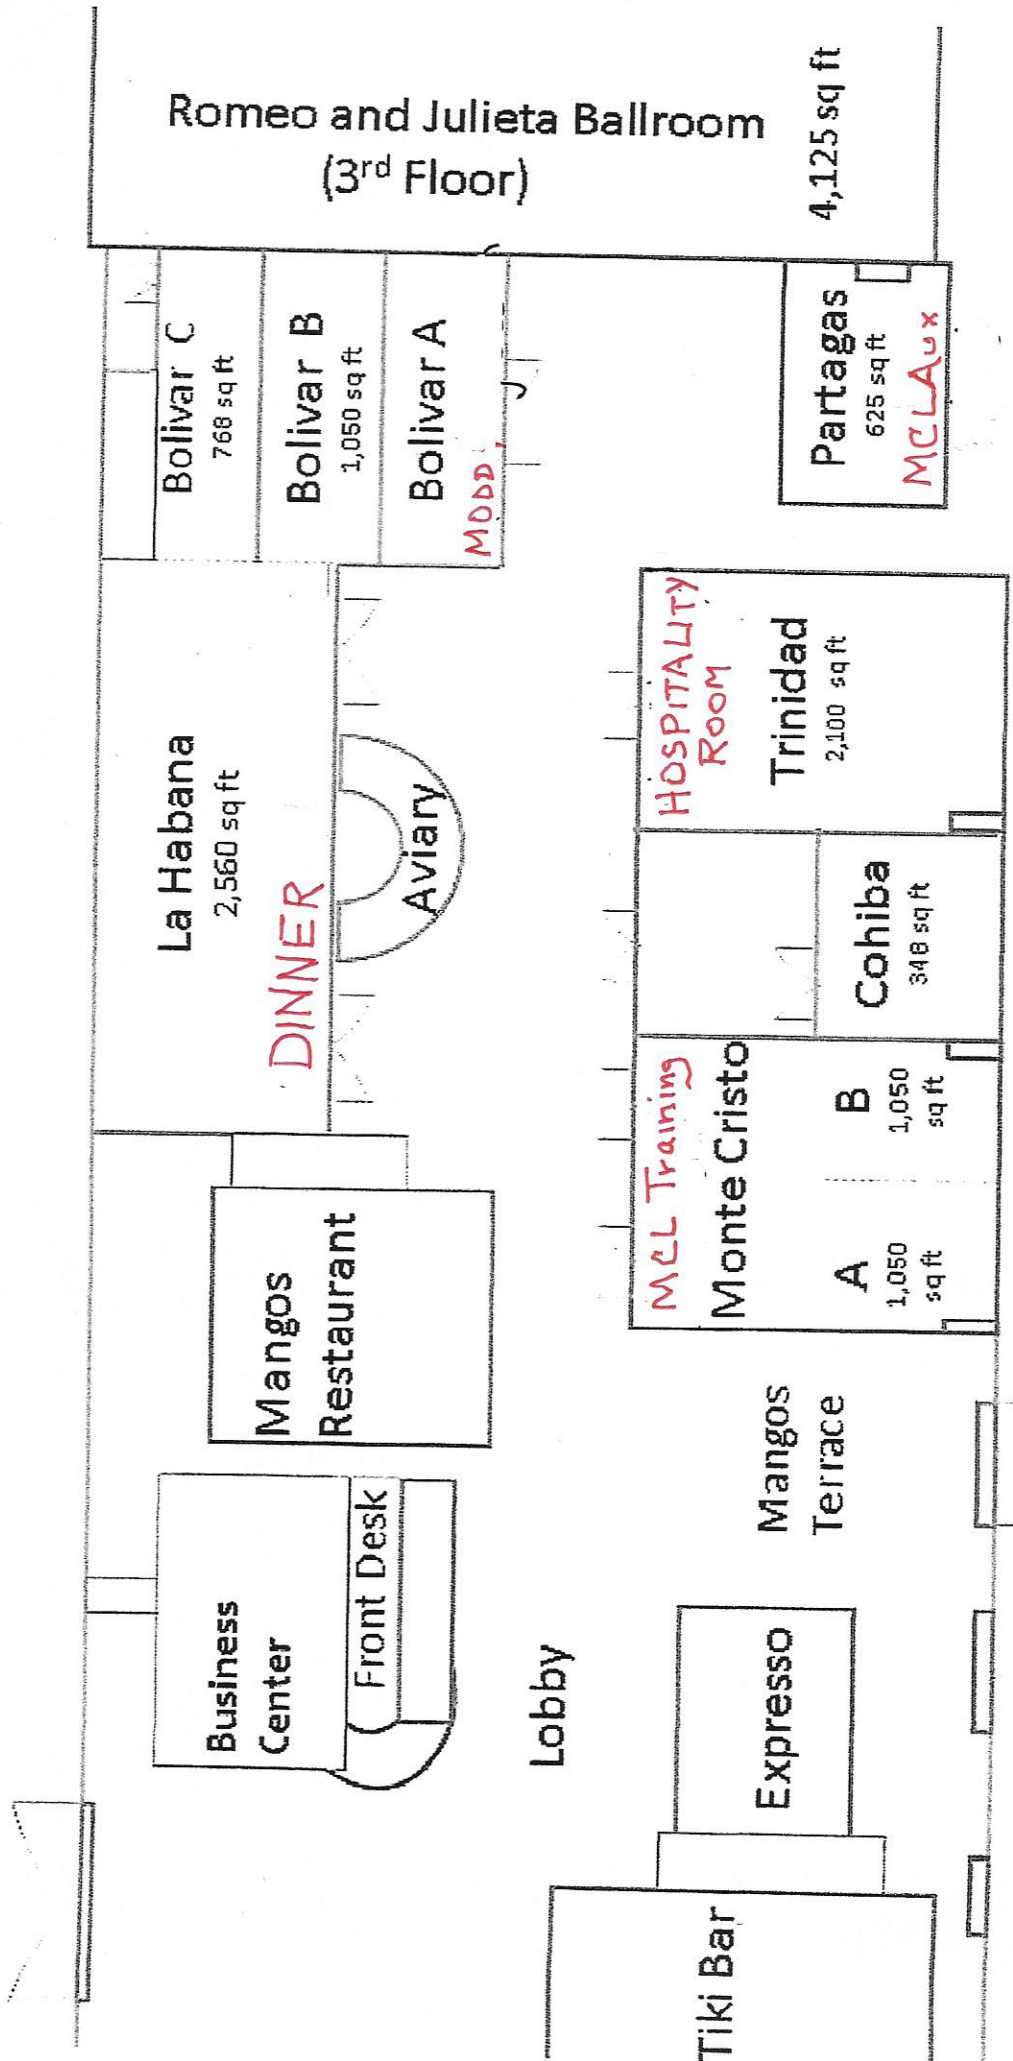 Romeo and Julieta Ballroom
(3rd Floor)
4,125 sq ft
Bolivar C
768 sq ft
Bolivar B
1,050 sq ft
Bolivar A
MODD
Partagas
625 sq ft
MCLAux
La Habana
2,560 sq ft
DINNER
Aviary
HOSPITALITY
ROOM
Trinidad
2,100 sq ft
Cohiba
348 sq ft
MCL Training
Monte Cristo
A
1,050
sq ft
B
1,050
sq ft
Mangos
Restaurant
Mangos
Terrace
Business
Center
Front Desk
Lobby
Expresso
Tiki Bar